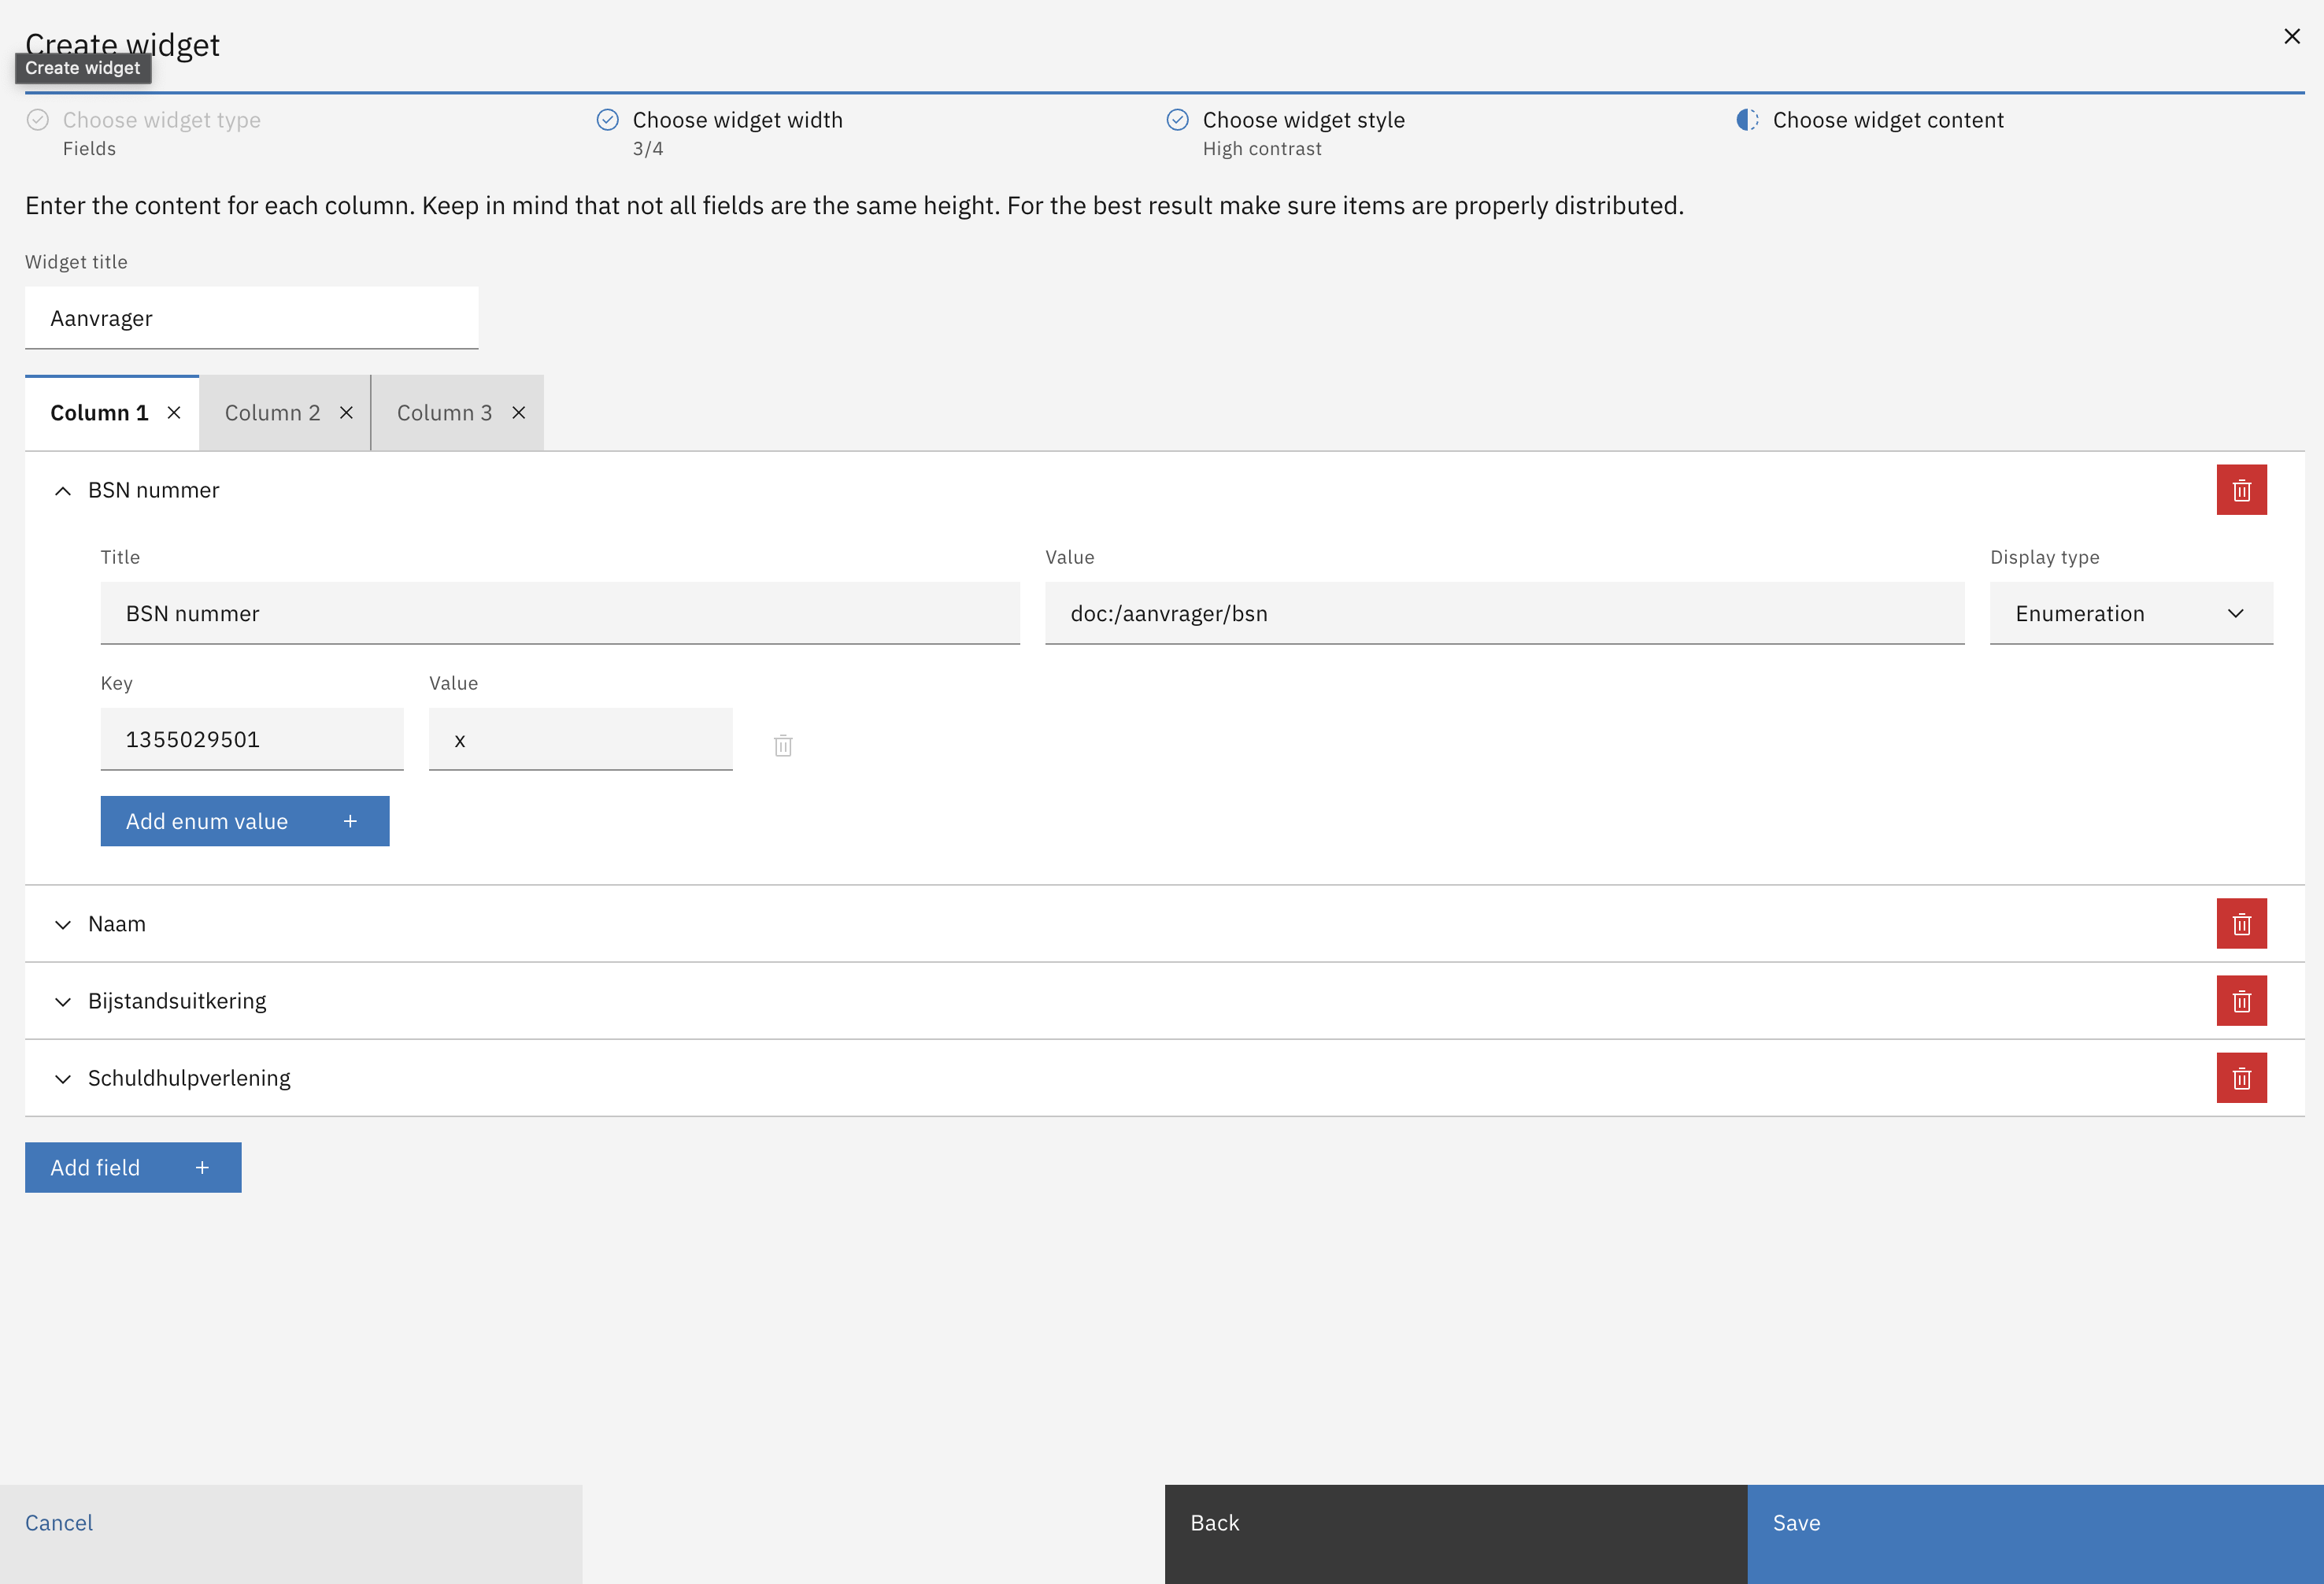 Create widget
Create widget
Choose widget type
Fields
Choose widget width
3/4
Choose widget style
High contrast
Choose widget content
Enter the content for each column. Keep in mind that not all fields are the same height. For the best result make sure items are properly distributed.
Widget title
Aanvrager
Column 1
Column 2
Column 3
BSN nummer
Title
Value
Display type
BSN nummer
doc:/aanvrager/bsn
Enumeration
Key
Value
1355029501
x
Add enum value
Naam
Bijstandsuitkering
Schuldhulpverlening
Add field
Cancel
Back
Save